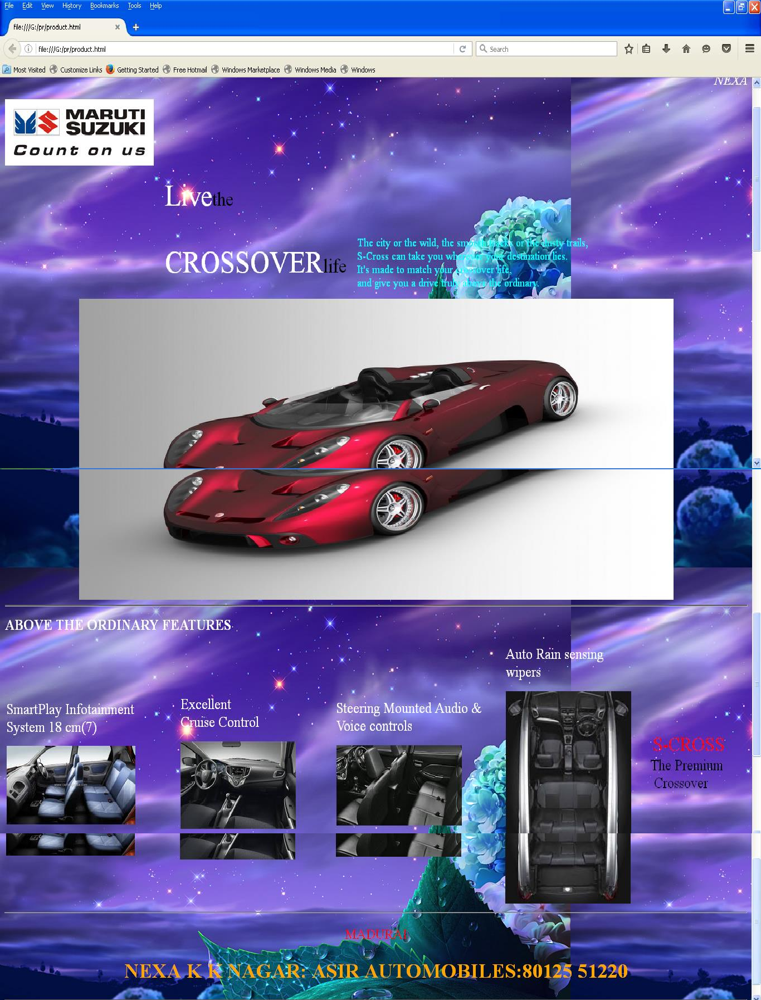 File Edit View History Bookmarks Tools Help
file:///G:/pr/product.html
file:///G:/pr/product.html
Search
Most Visited Customize Links Getting Started Free Hotmail Windows Marketplace Windows Media Windows
NEXA
MARUTI
SUZUKI
Count on us
Livethe
CROSSOVERlife
The city or the wild, the smooth tracks or the dusty trails,
S-Cross can take you wherever your destination lies.
It's made to match your crossover life,
and give you a drive truly above the ordinary.
ABOVE THE ORDINARY FEATURES
SmartPlay Infotainment
System 18 cm(7)
Excellent
Cruise Control
Steering Mounted Audio &
Voice controls
Auto Rain sensing
wipers
S-CROSS
The Premium
Crossover
MADURAI
NEXA K K NAGAR: ASIR AUTOMOBILES:80125 51220